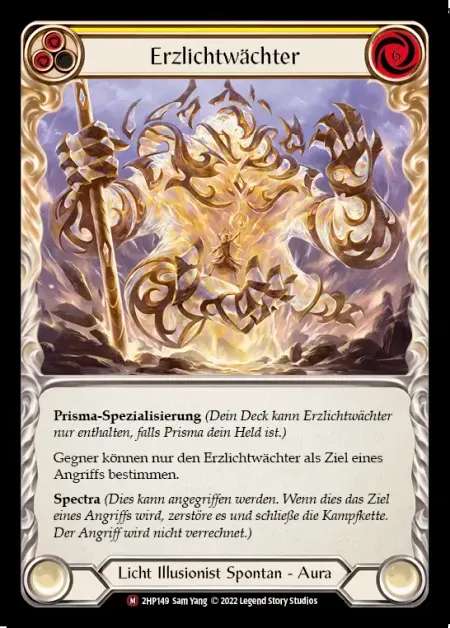 Erzlichtwächter
6
Prisma-Spezialisierung (Dein Deck kann Erzlichtwächter
nur enthalten, falls Prisma dein Held ist.)
Gegner können nur den Erzlichtwächter als Ziel eines
Angriffs bestimmen.
Spectra (Dies kann angegriffen werden. Wenn dies das Ziel
eines Angriffs wird, zerstöre es und schließe die Kampfkette.
Der Angriff wird nicht verrechnet.)
Licht Illusionist Spontan - Aura
M 2HP149 Sam Yang © 2022 Legend Story Studios